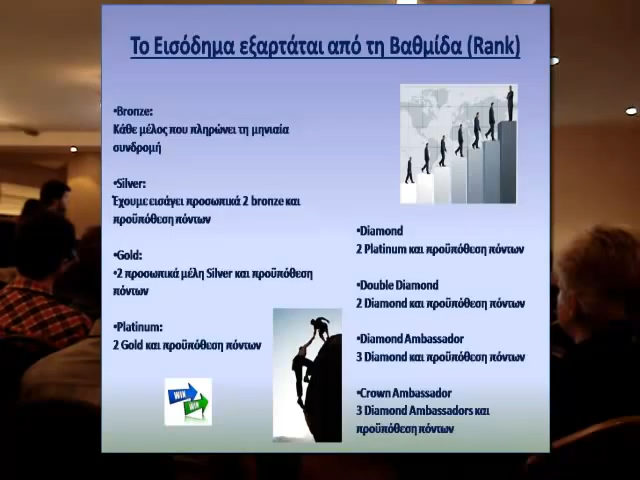 Το Εισόδημα εξαρτάται από τη Βαθμίδα (Rank)
•Bronze:
Κάθε μέλος που πληρώνει τη μηνιαία
συνδρομή
•Silver:
Έχουμε εισάγει προσωπικά 2 bronze και
προϋπόθεση πόντων
•Gold:
•2 προσωπικά μέλη Silver και προϋπόθεση
πόντων
•Platinum:
2 Gold και προϋπόθεση πόντων
WIN
WIN
•Diamond
2 Platinum και προϋπόθεση πόντων
•Double Diamond
2 Diamond και προϋπόθεση πόντων
•Diamond Ambassador
3 Diamond και προϋπόθεση πόντων
•Crown Ambassador
3 Diamond Ambassadors και
προϋπόθεση πόντων